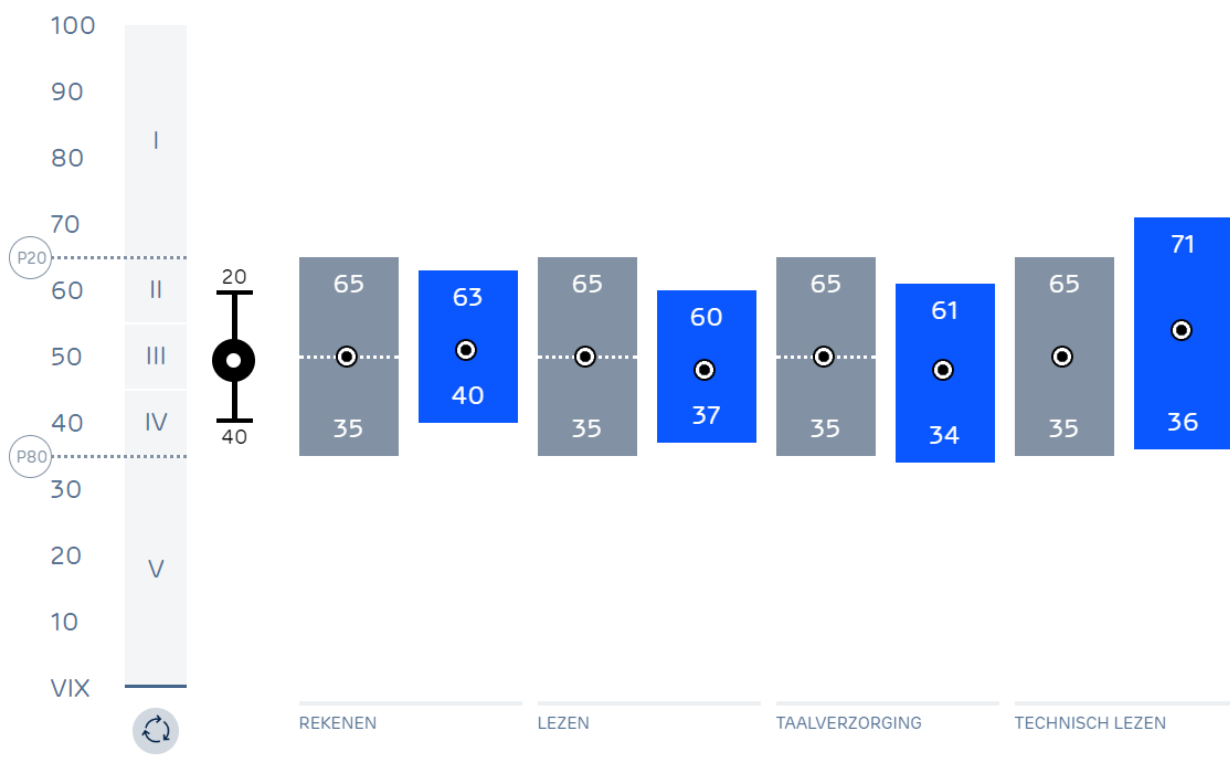 100
90
80
70
60
50
40
30
20
10
VIX
P20
P80
I
II
III
IV
V
20
40
65
35
63
40
65
35
60
37
65
35
61
34
65
35
71
36
REKENEN
LEZEN
TAALVERZORGING
TECHNISCH LEZEN